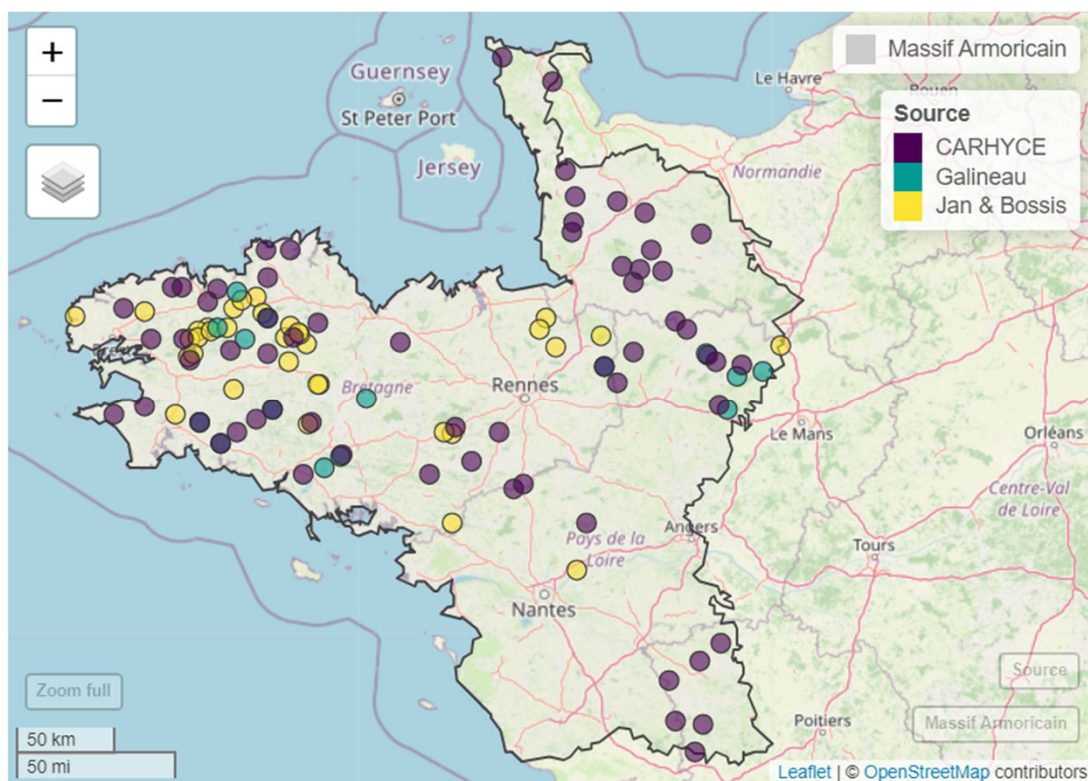 +
−
Guernsey
St Peter Port
Jersey
Le Havre
Rouen
Normandie
Massif Armoricain
Source
CARHYCE
Galineau
Jan & Bossis
Bretagne
Rennes
Le Mans
Orléans
Centre-Val
de Loire
Angers
Pays de la
Loire
Tours
Nantes
Poitiers
Zoom full
Source
Massif Armoricain
50 km
50 mi
Leaflet | © OpenStreetMap contributors